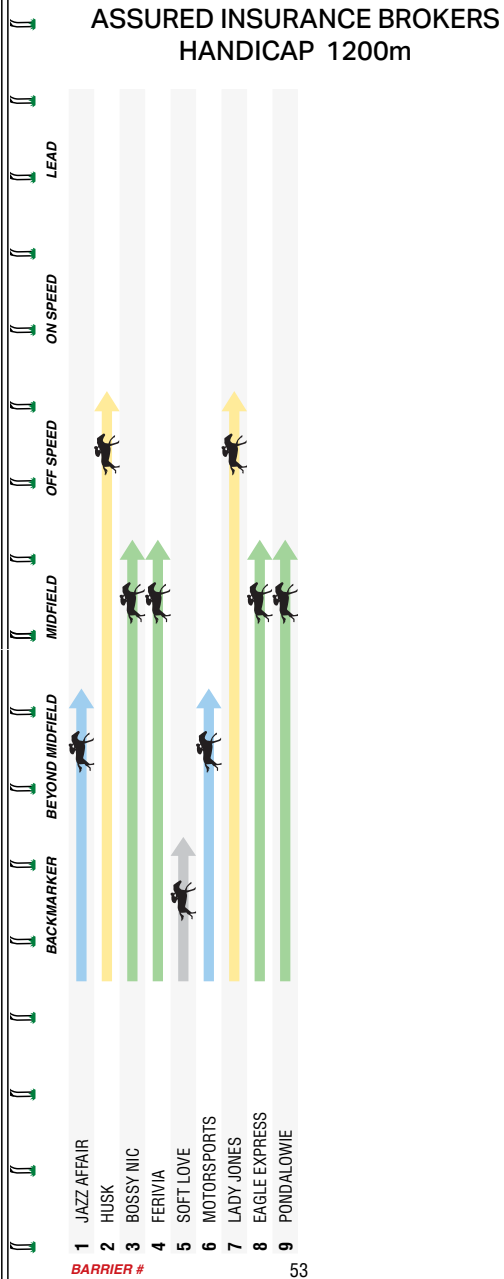 ASSURED INSURANCE BROKERS
HANDICAP 1200m
LEAD
ON SPEED
OFF SPEED
MIDFIELD
BEYOND MIDFIELD
BACKMARKER
1 JAZZ AFFAIR
2 HUSK
3 BOSSY NIC
4 FERIVIA
5 SOFT LOVE
6 MOTORSPORTS
7 LADY JONES
8 EAGLE EXPRESS
9 PONDALOWIE
BARRIER #
53